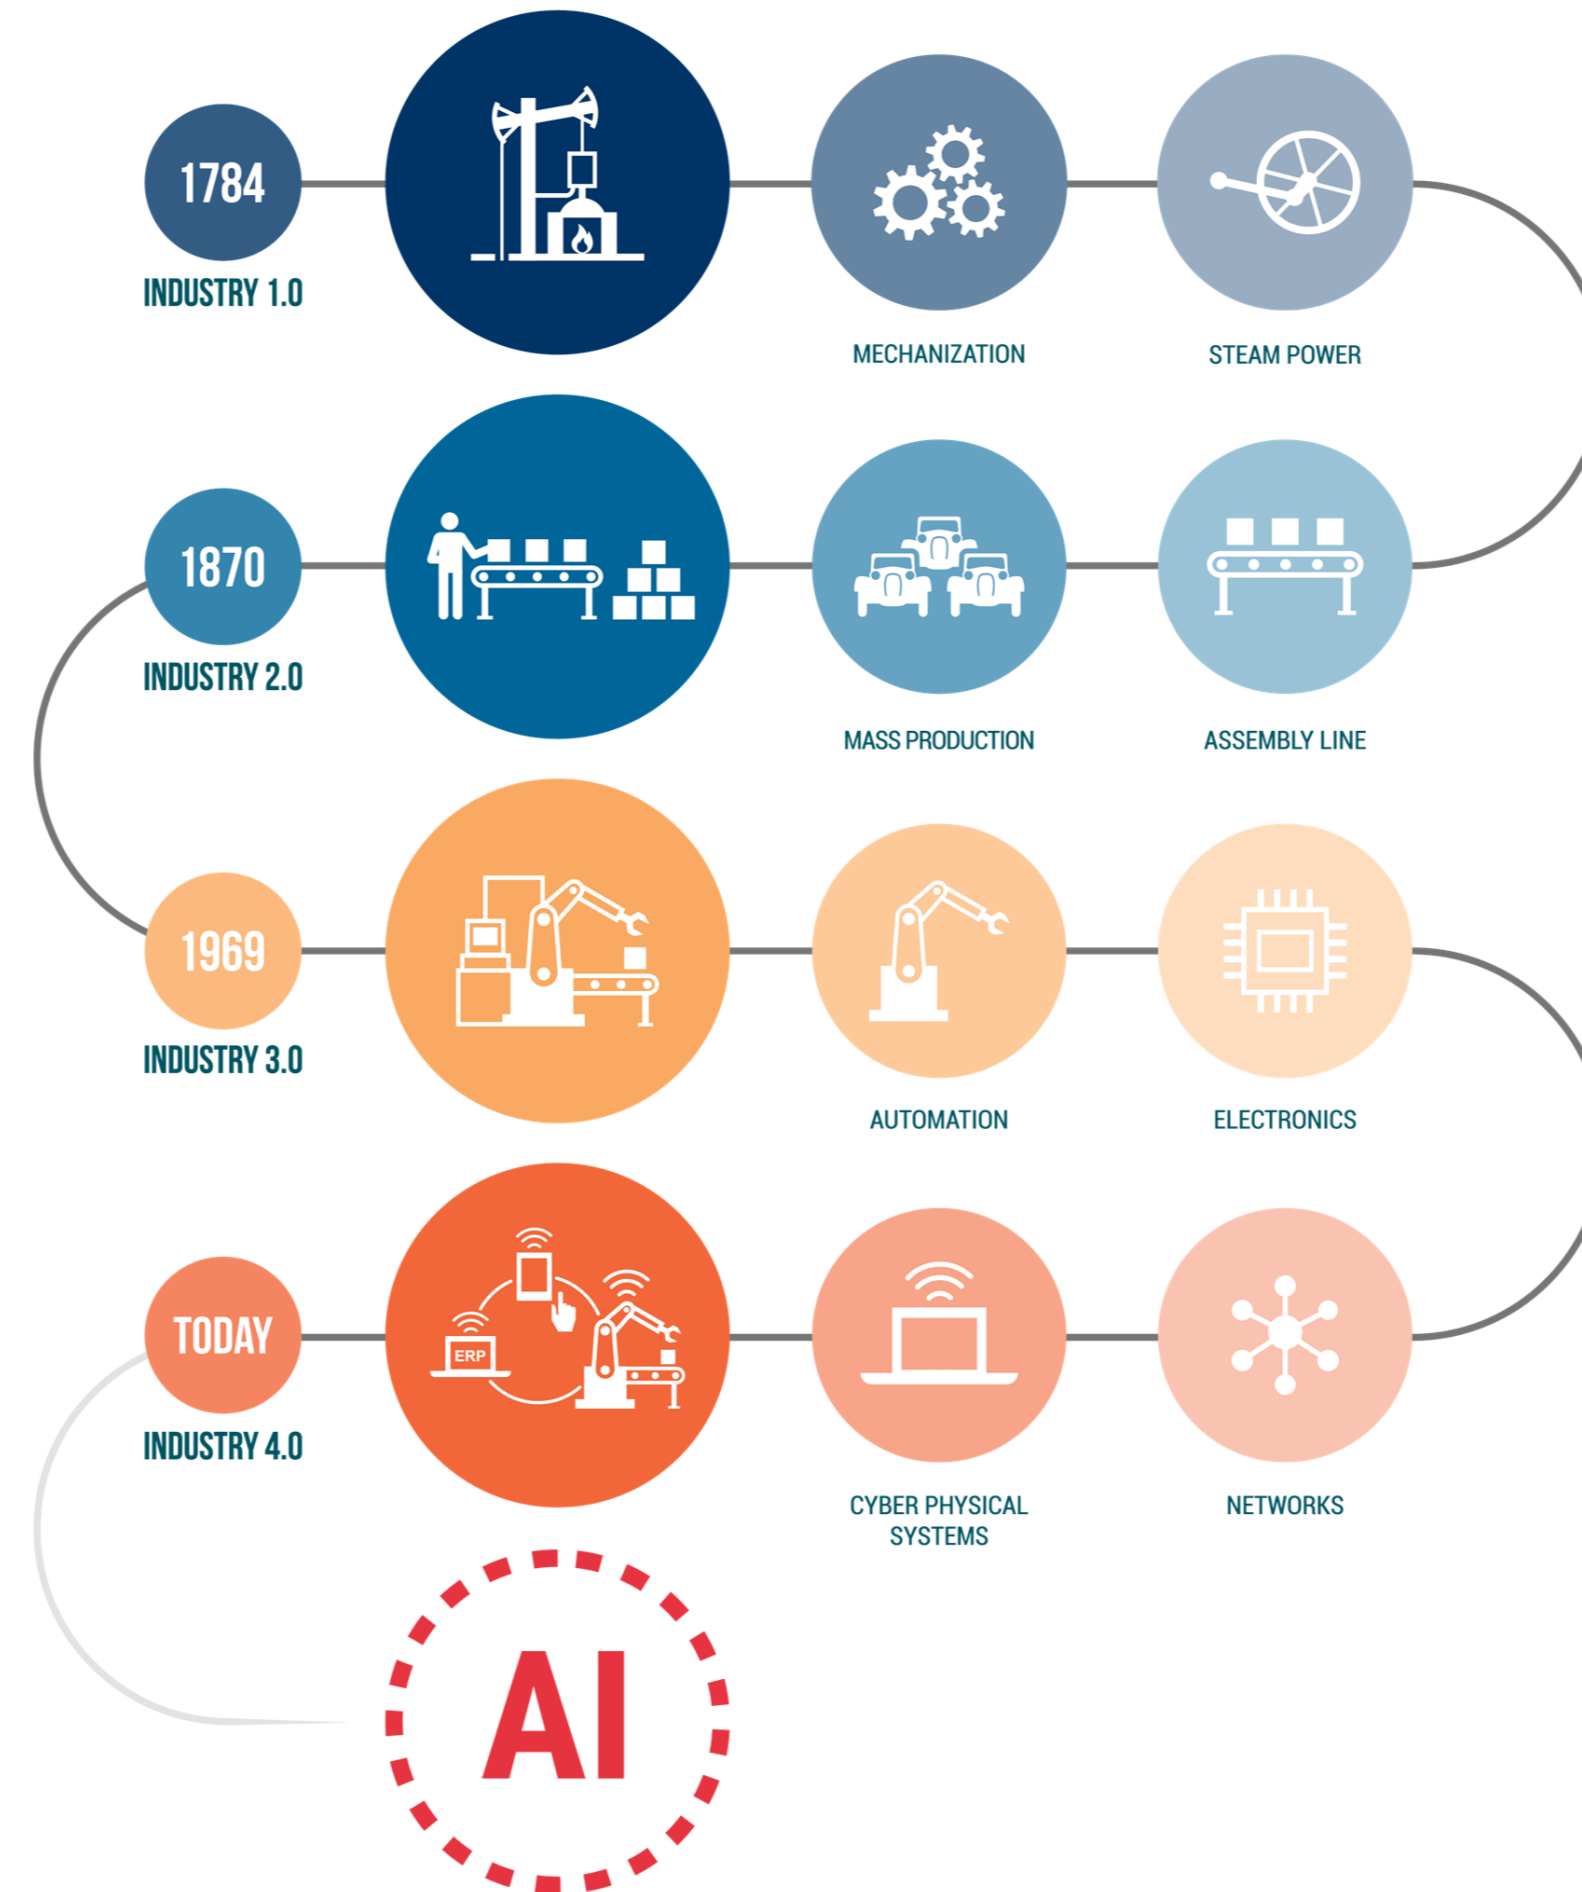 1784
INDUSTRY 1.0
MECHANIZATION
STEAM POWER
1870
INDUSTRY 2.0
MASS PRODUCTION
ASSEMBLY LINE
1969
INDUSTRY 3.0
AUTOMATION
ELECTRONICS
TODAY
INDUSTRY 4.0
ERP
CYBER PHYSICAL
SYSTEMS
NETWORKS
AI